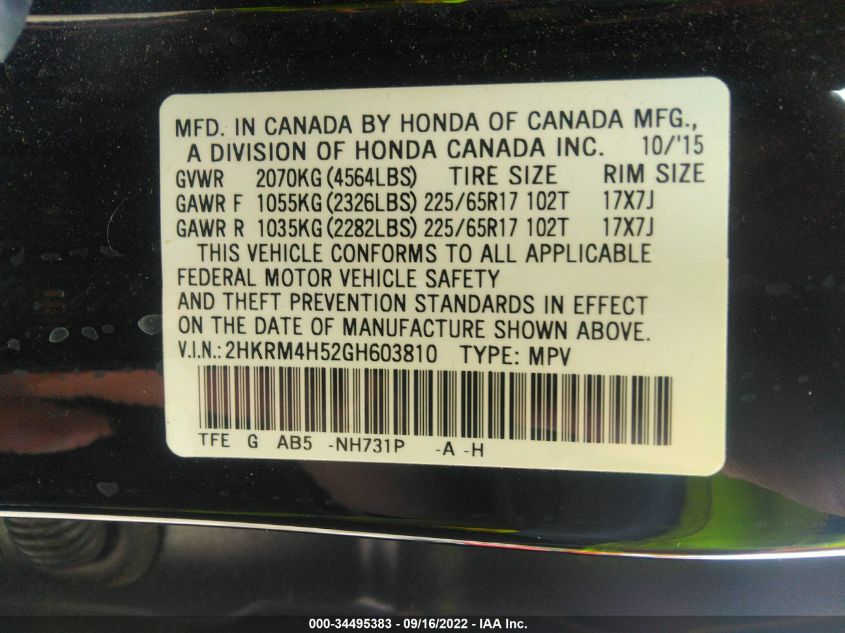 MFD. IN CANADA BY HONDA OF CANADA MFG.,
A DIVISION OF HONDA CANADA INC. 10/'15
GVWR 2070KG (4564LBS) TIRE SIZE RIM SIZE
GAWR F 1055KG (2326LBS) 225/65R17 102T 17X7J
GAWR R 1035KG (2282LBS) 225/65R17 102T 17X7J
THIS VEHICLE CONFORMS TO ALL APPLICABLE
FEDERAL MOTOR VEHICLE SAFETY
AND THEFT PREVENTION STANDARDS IN EFFECT
ON THE DATE OF MANUFACTURE SHOWN ABOVE.
V.I.N.: 2HKRM4H52GH603810 TYPE: MPV
TFE G AB5 -NH731P -A -H
000-34495383 - 09/16/2022 - IAA Inc.